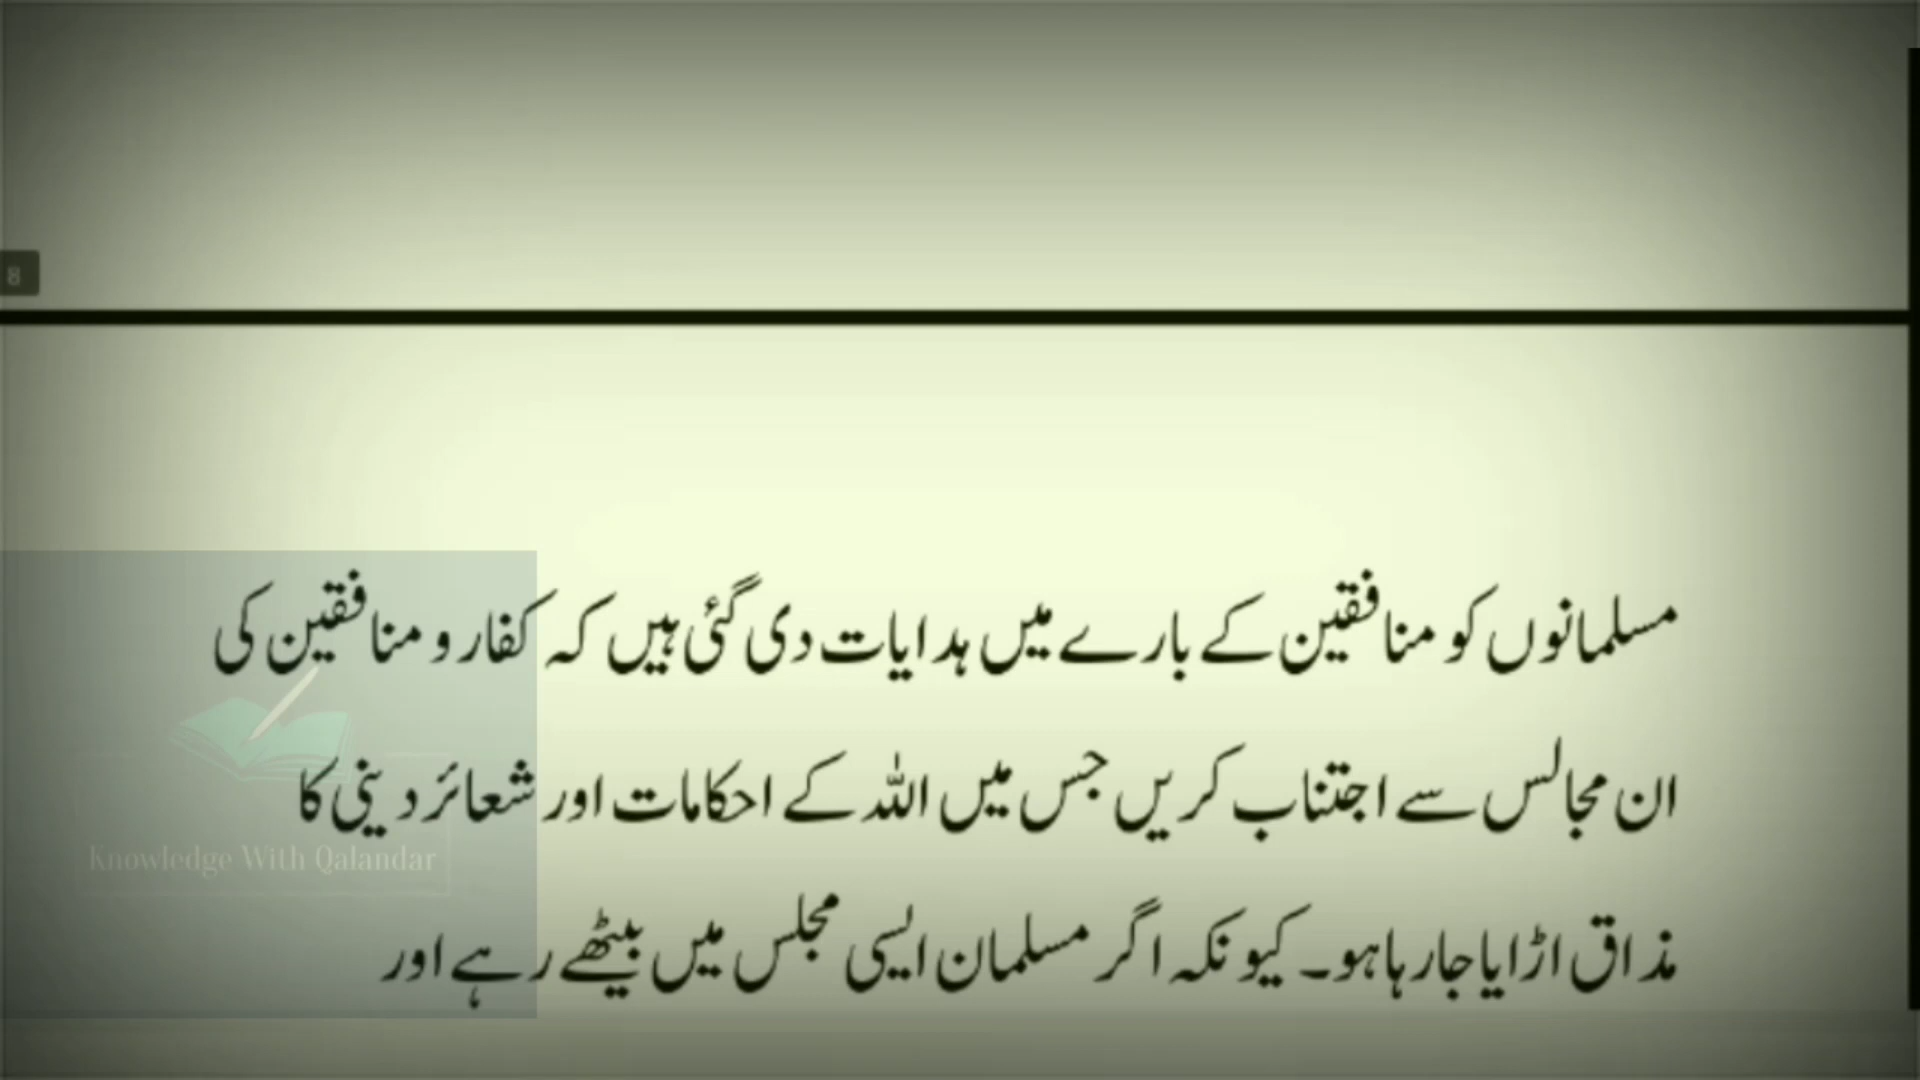 8
مسلمانوں کو منافقین کے بارے میں ہدایات دی گئی ہیں کہ کفار و منافقین کی
ان مجالس سے اجتناب کریں جس میں اللہ کے احکامات اور شعائر دینی کا
Knowledge With Qalandar
مذاق اڑایا جارہا ہو۔ کیونکہ اگر مسلمان ایسی مجلس میں بیٹھے رہے اور